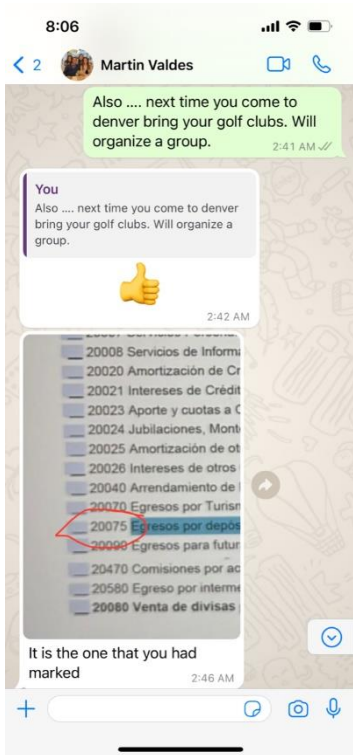 8:06
2 Martin Valdes
Also .... next time you come to
denver bring your golf clubs. Will
organize a group.
2:41 AM
You
Also .... next time you come to denver
bring your golf clubs. Will organize a
group.
2:42 AM
20008 Servicios de Informa
20020 Amortización de Cr
20021 Intereses de Crédit
20023 Aporte y cuotas a C
20024 Jubilaciones, Mont
20025 Amortización de ot
20026 Intereses de otros
20040 Arrendamiento de
20070 Egresos por Turism
20075 Egresos por depós
20090 Egresos para futur
20470 Comisiones por ac
20580 Egreso por interme
20080 Venta de divisas
It is the one that you had
marked
2:46 AM